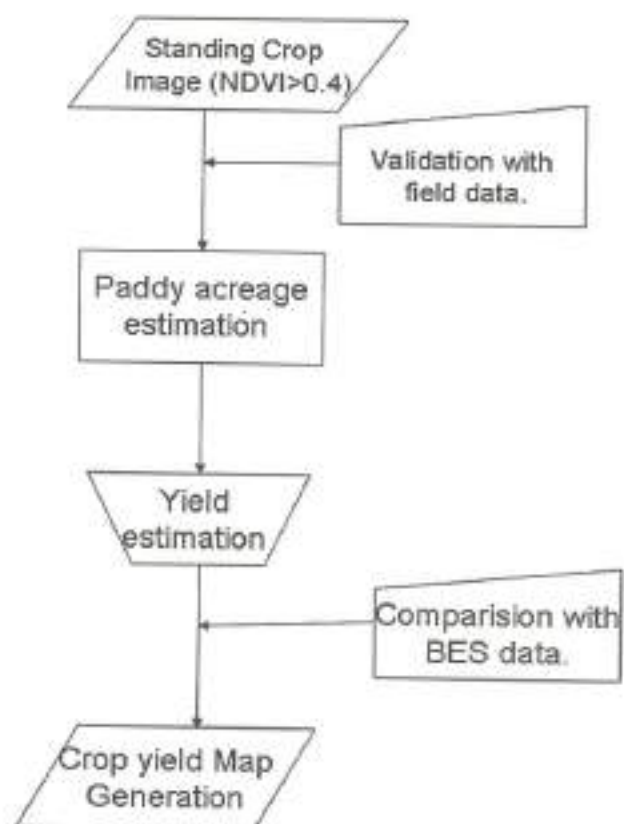 Standing Crop
Image (NDVI>0.4)
Validation with
field data.
Paddy acreage
estimation
Yield
estimation
Comparision with
BES data.
Crop yield Map
Generation